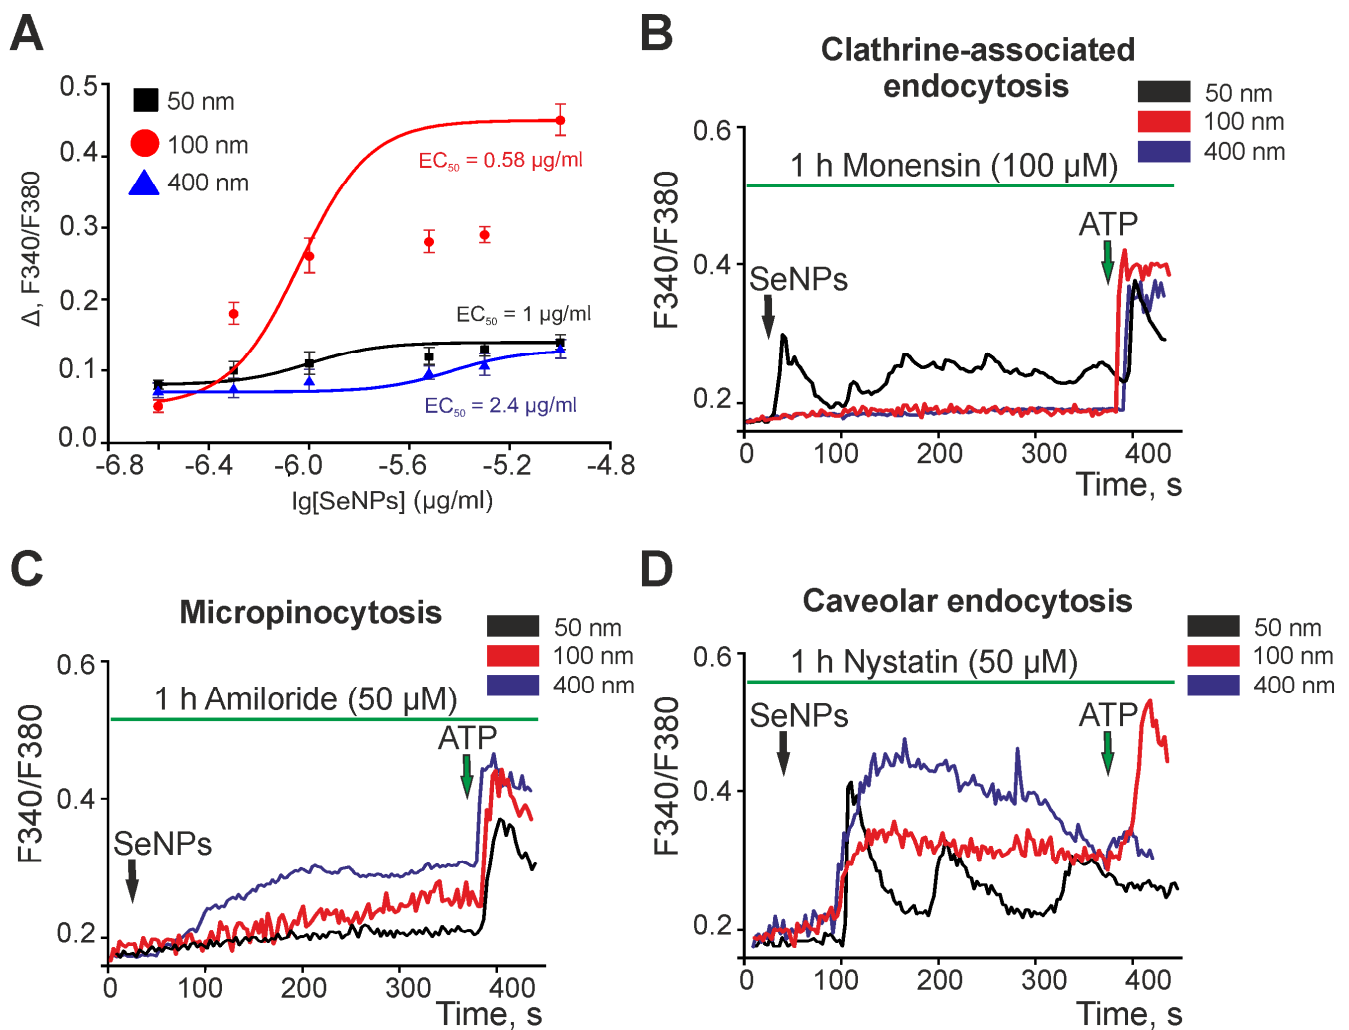 A
0.5
0.4
0.3
0.2
0.1
0.0
Δ, F340/F380
50 nm
100 nm
400 nm
EC50 = 0.58 µg/ml
EC50 = 1 µg/ml
EC50 = 2.4 µg/ml
-6.8 -6.4 -6.0 -5.6 -5.2 -4.8
lg[SeNPs] (µg/ml)
B
Clathrine-associated
endocytosis
50 nm
100 nm
400 nm
0.6
0.4
0.2
F340/F380
1 h Monensin (100 µM)
ATP
SeNPs
0 100 200 300 400
Time, s
C
Micropinocytosis
50 nm
100 nm
400 nm
0.6
0.4
0.2
F340/F380
1 h Amiloride (50 µM)
ATP
SeNPs
0 100 200 300 400
Time, s
D
Caveolar endocytosis
50 nm
100 nm
400 nm
0.6
0.4
0.2
F340/F380
1 h Nystatin (50 µM)
SeNPs ATP
0 100 200 300 400
Time, s